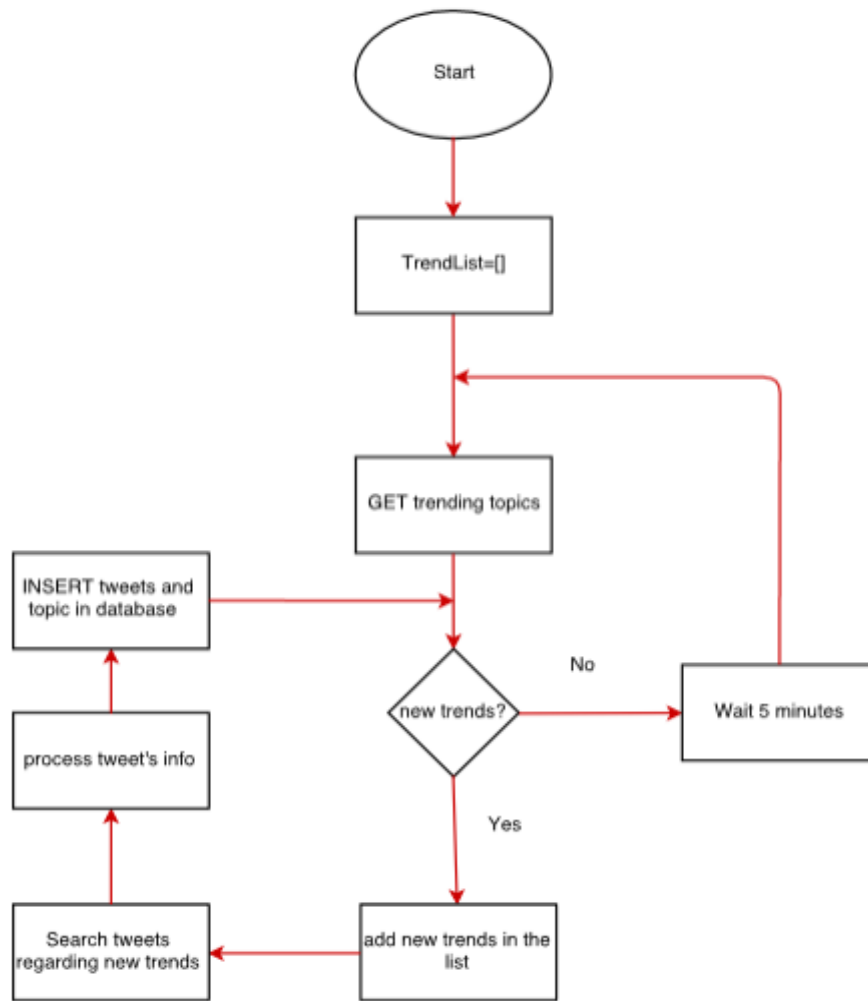 Start
TrendList=[]
GET trending topics
INSERT tweets and
topic in database
No
new trends?
Wait 5 minutes
process tweet's info
Yes
Search tweets
regarding new trends
add new trends in the
list